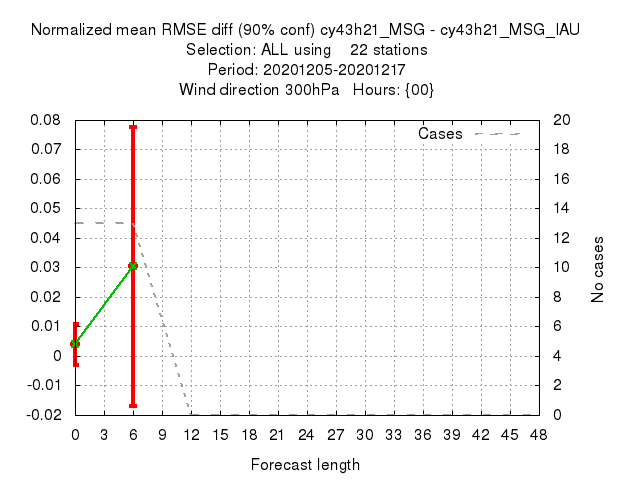 Normalized mean RMSE diff (90% conf) cy43h21_MSG - cy43h21_MSG_IAU
Selection: ALL using    22 stations
Period: 20201205-20201217
Wind direction 300hPa   Hours: {00}
Cases
0.08
0.07
0.06
0.05
0.04
0.03
0.02
0.01
0
-0.01
-0.02
20
18
16
14
12
10
8
6
4
2
0
No cases
0 3 6 9 12 15 18 21 24 27 30 33 36 39 42 45 48
Forecast length